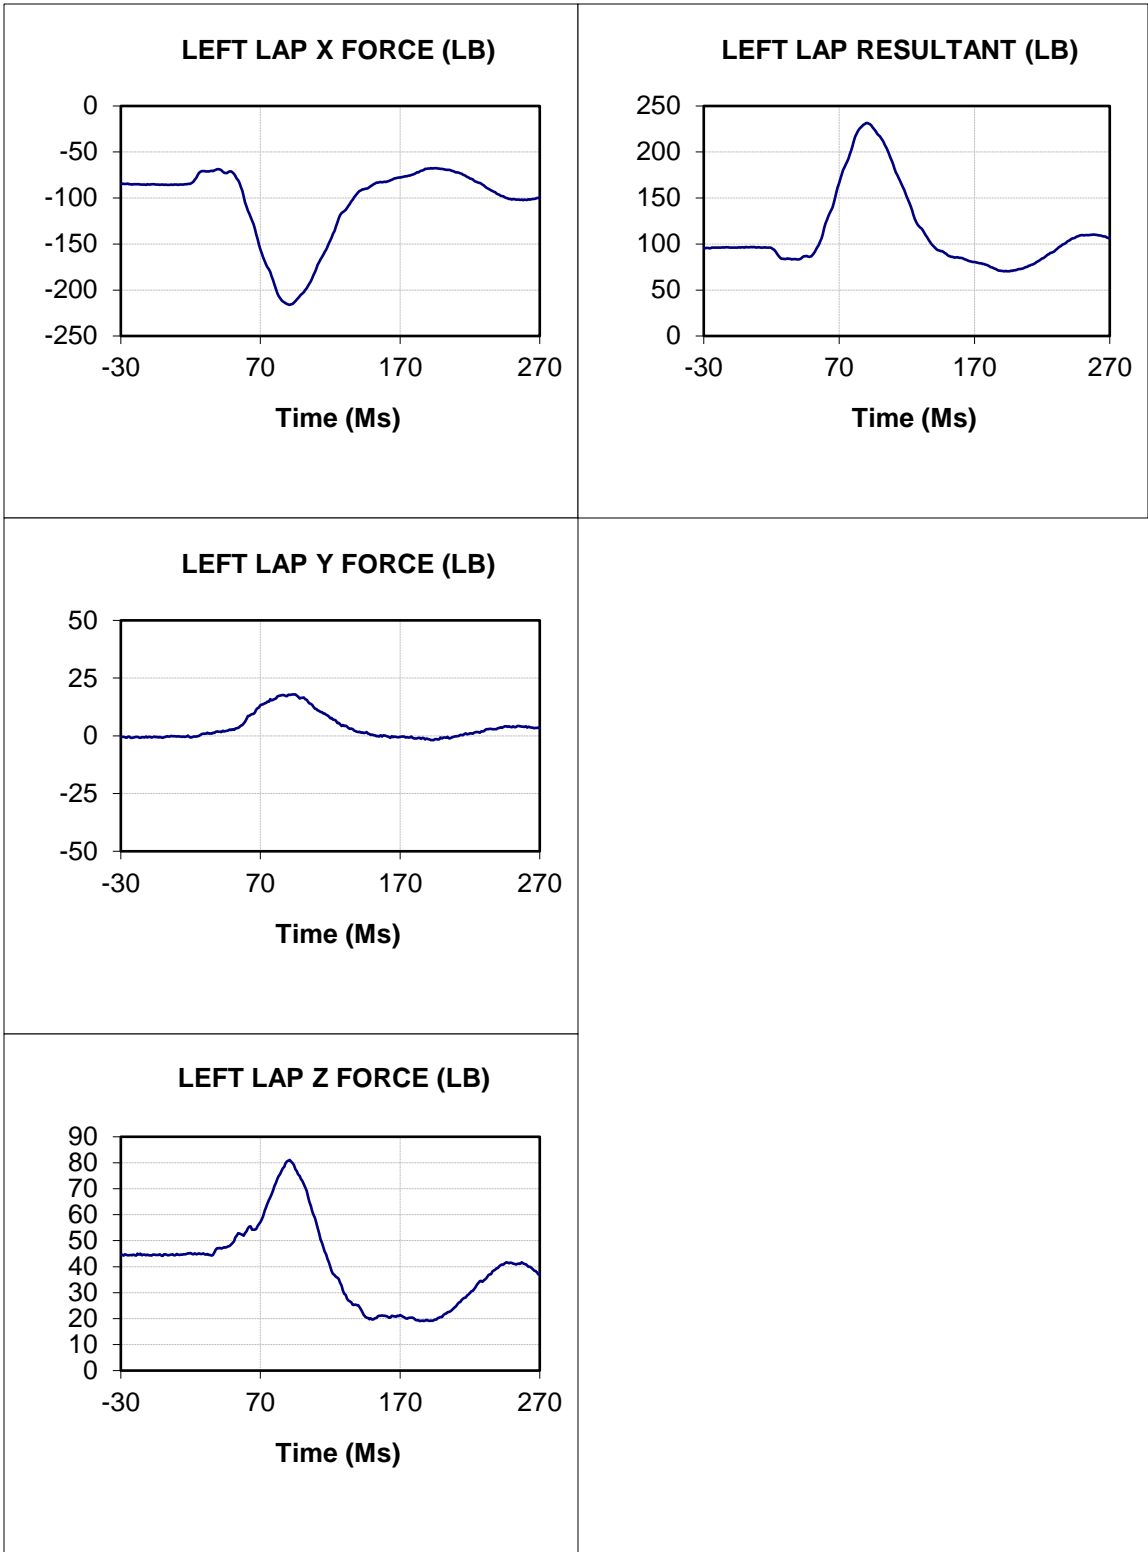 LEFT LAP X FORCE (LB)
0
-50
-100
-150
-200
-250
-30 70 170 270
Time (Ms)
LEFT LAP RESULTANT (LB)
250
200
150
100
50
0
-30 70 170 270
Time (Ms)
LEFT LAP Y FORCE (LB)
50
25
0
-25
-50
-30 70 170 270
Time (Ms)
LEFT LAP Z FORCE (LB)
90
80
70
60
50
40
30
20
10
0
-30 70 170 270
Time (Ms)